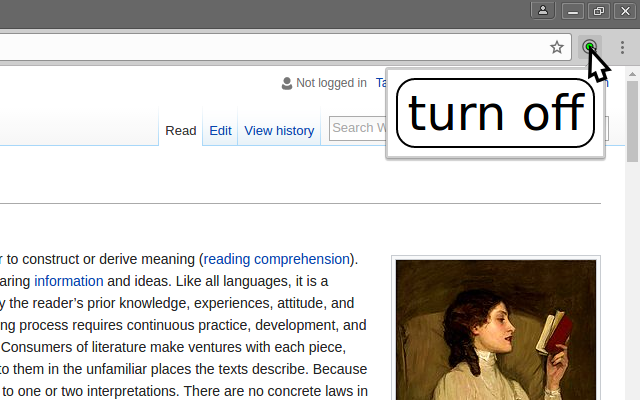 Not logged in
turn off
Read Edit View history Search W
to construct or derive meaning (reading comprehension).
information and ideas. Like all languages, it is a
the reader's prior knowledge, experiences, attitude, and
process requires continuous practice, development, and
Consumers of literature make ventures with each piece,
to them in the unfamiliar places the texts describe. Because
to one or two interpretations. There are no concrete laws in